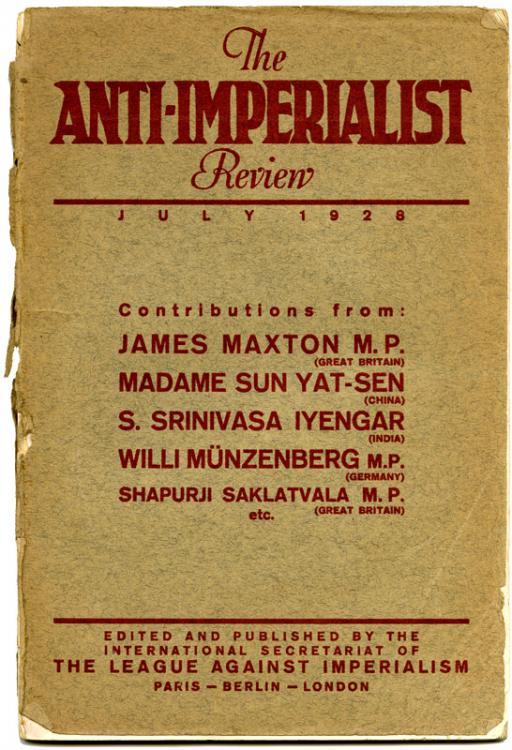 The
ANTI-IMPERIALIST
Review
JULY 1928
Contributions from:
JAMES MAXTON M.P.
(GREAT BRITAIN)
MADAME SUN YAT-SEN
(CHINA)
S. SRINIVASA IYENGAR
(INDIA)
WILLI MÜNZENBERG M.P.
(GERMANY)
SHAPURJI SAKLATVALA M. P.
(GREAT BRITAIN)
etc.
EDITED AND PUBLISHED BY THE
INTERNATIONAL SECRETARIAT OF
THE LEAGUE AGAINST IMPERIALISM
PARIS — BERLIN — LONDON